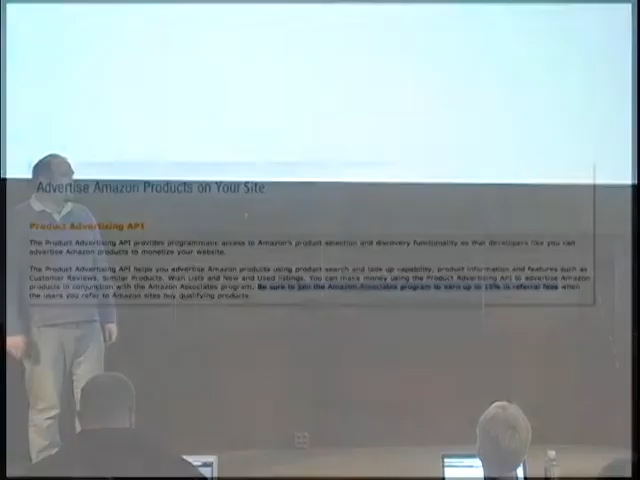 Advertise Amazon Products on Your Site
Product Advertising API
The Product Advertising API provides programmatic access to Amazon's product selection and discovery functionality so that developers like you can
advertise Amazon products to monetize your website.
The Product Advertising API helps you advertise Amazon products using product search and look up capability, product information and features such as
Customer Reviews, Similar Products, Wish Lists and New and Used listings. You can make money using the Product Advertising API to advertise Amazon
products in conjunction with the Amazon Associates program. Be sure to join the Amazon Associates program to earn up to 15% in referral fees when
the users you refer to Amazon sites buy qualifying products.